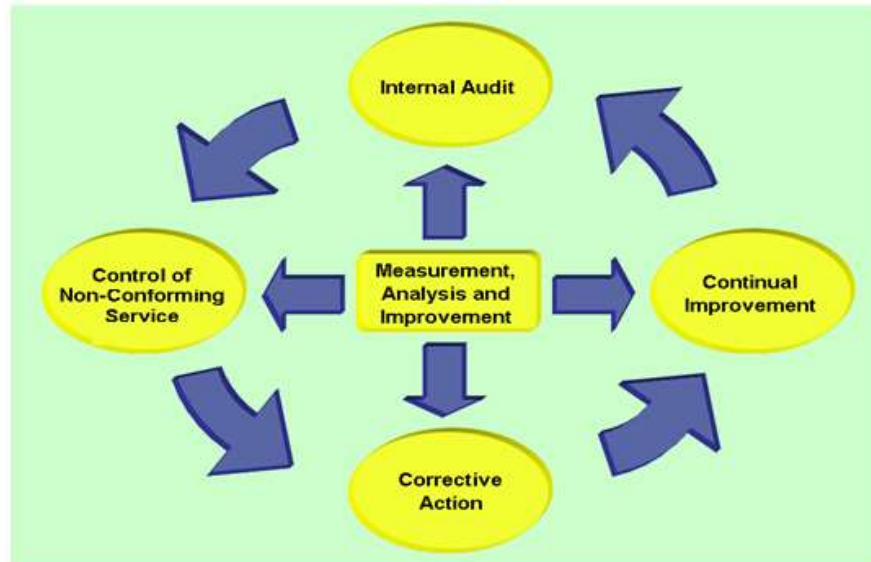 Internal Audit
Control of
Non-Conforming
Service
Measurement,
Analysis and
Improvement
Continual
Improvement
Corrective
Action